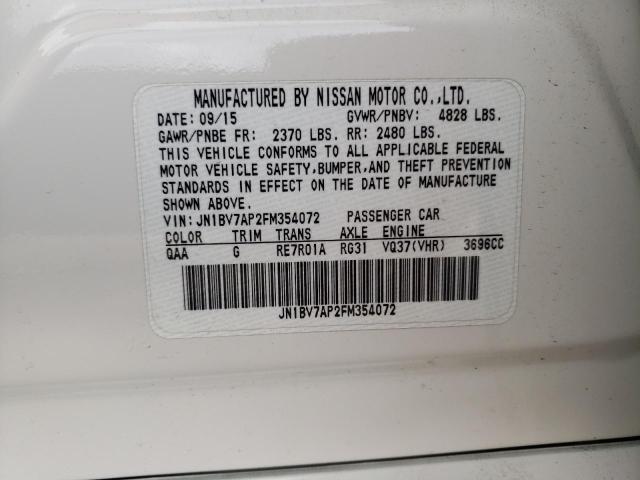 MANUFACTURED BY NISSAN MOTOR CO.,LTD.
DATE: 09/15 GVWR/PNBV: 4828 LBS.
GAWR/PNBE FR: 2370 LBS. RR: 2480 LBS.
THIS VEHICLE CONFORMS TO ALL APPLICABLE FEDERAL
MOTOR VEHICLE SAFETY,BUMPER,AND THEFT PREVENTION
STANDARDS IN EFFECT ON THE DATE OF MANUFACTURE
SHOWN ABOVE.
VIN: JN1BV7AP2FM354072 PASSENGER CAR
COLOR TRIM TRANS AXLE ENGINE
QAA G RE7R01A RG31 VQ37(VHR) 3696CC
JN1BV7AP2FM354072